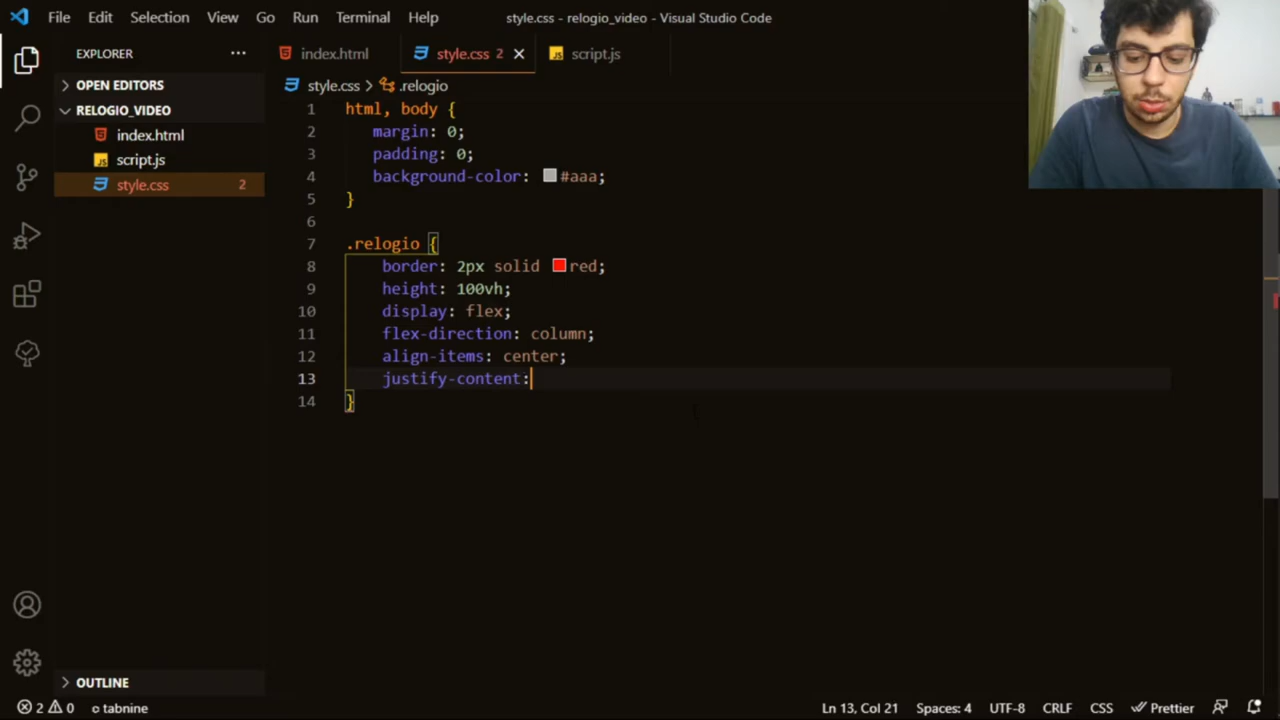 File Edit Selection View Go Run Terminal Help style.css - relogio_video - Visual Studio Code
EXPLORER ···
index.html style.css 2 script.js
OPEN EDITORS
style.css > .relogio
RELOGIO_VIDEO
index.html
script.js
style.css 2
1 html, body {
2 margin: 0;
3 padding: 0;
4 background-color: #aaa;
5 }
6
7 .relogio {
8 border: 2px solid red;
9 height: 100vh;
10 display: flex;
11 flex-direction: column;
12 align-items: center;
13 justify-content:
14 }
OUTLINE
2 0 tabnine Ln 13, Col 21 Spaces: 4 UTF-8 CRLF CSS Prettier